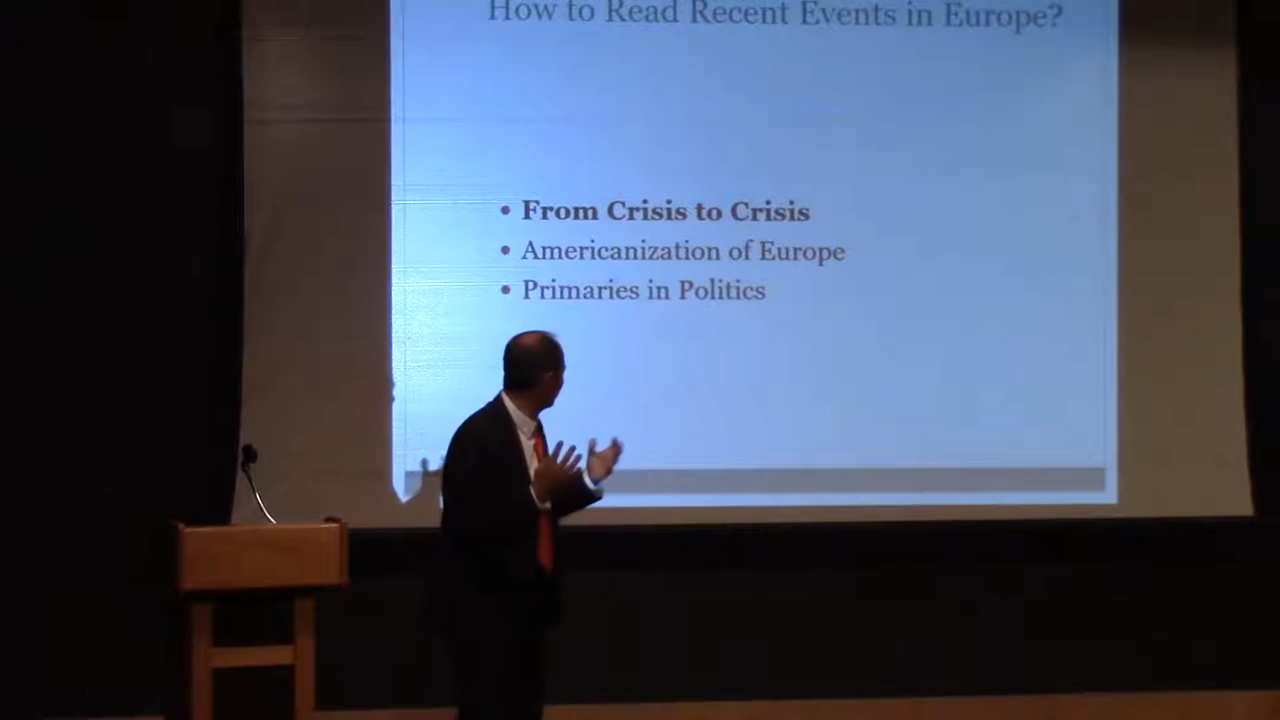 How to Read Recent Events in Europe?
• From Crisis to Crisis
• Americanization of Europe
• Primaries in Politics